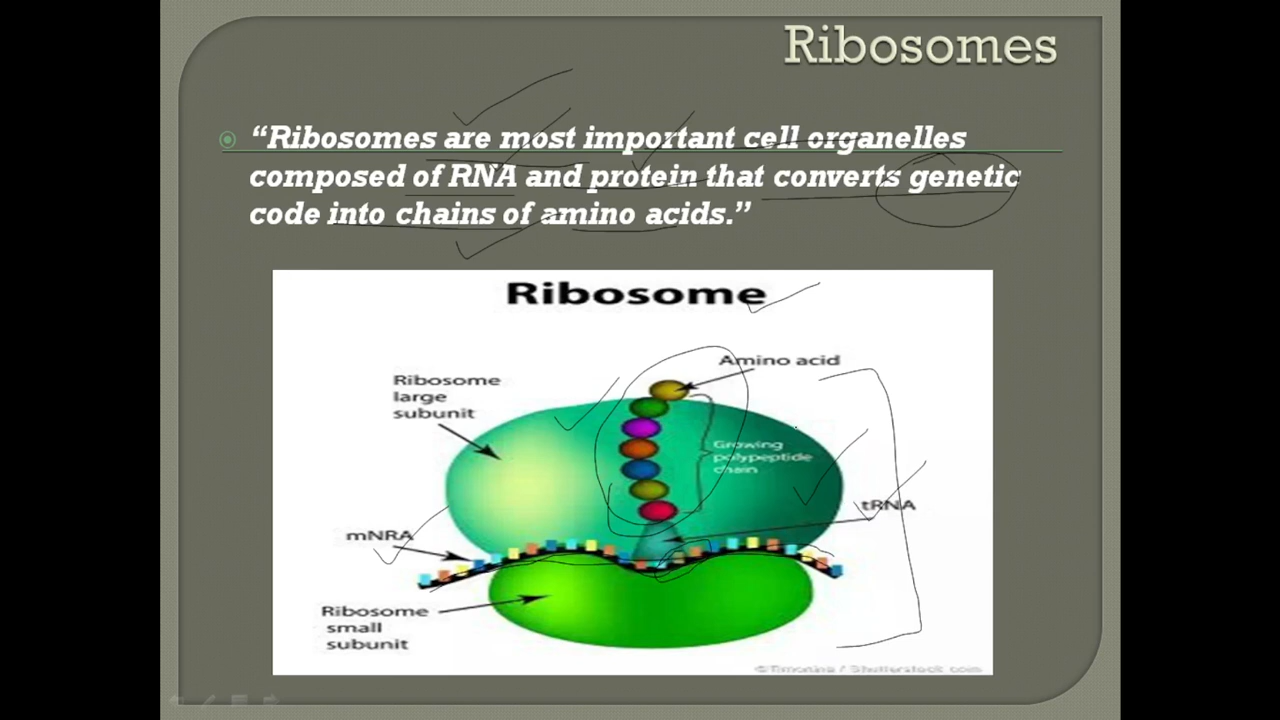 Ribosomes
“Ribosomes are most important cell organelles
composed of RNA and protein that converts genetic
code into chains of amino acids.”
Ribosome
Amino acid
Ribosome
large
subunit
Growing
polypeptide
chain
tRNA
mNRA
Ribosome
small
subunit
©Timonina / Shutterstock.com